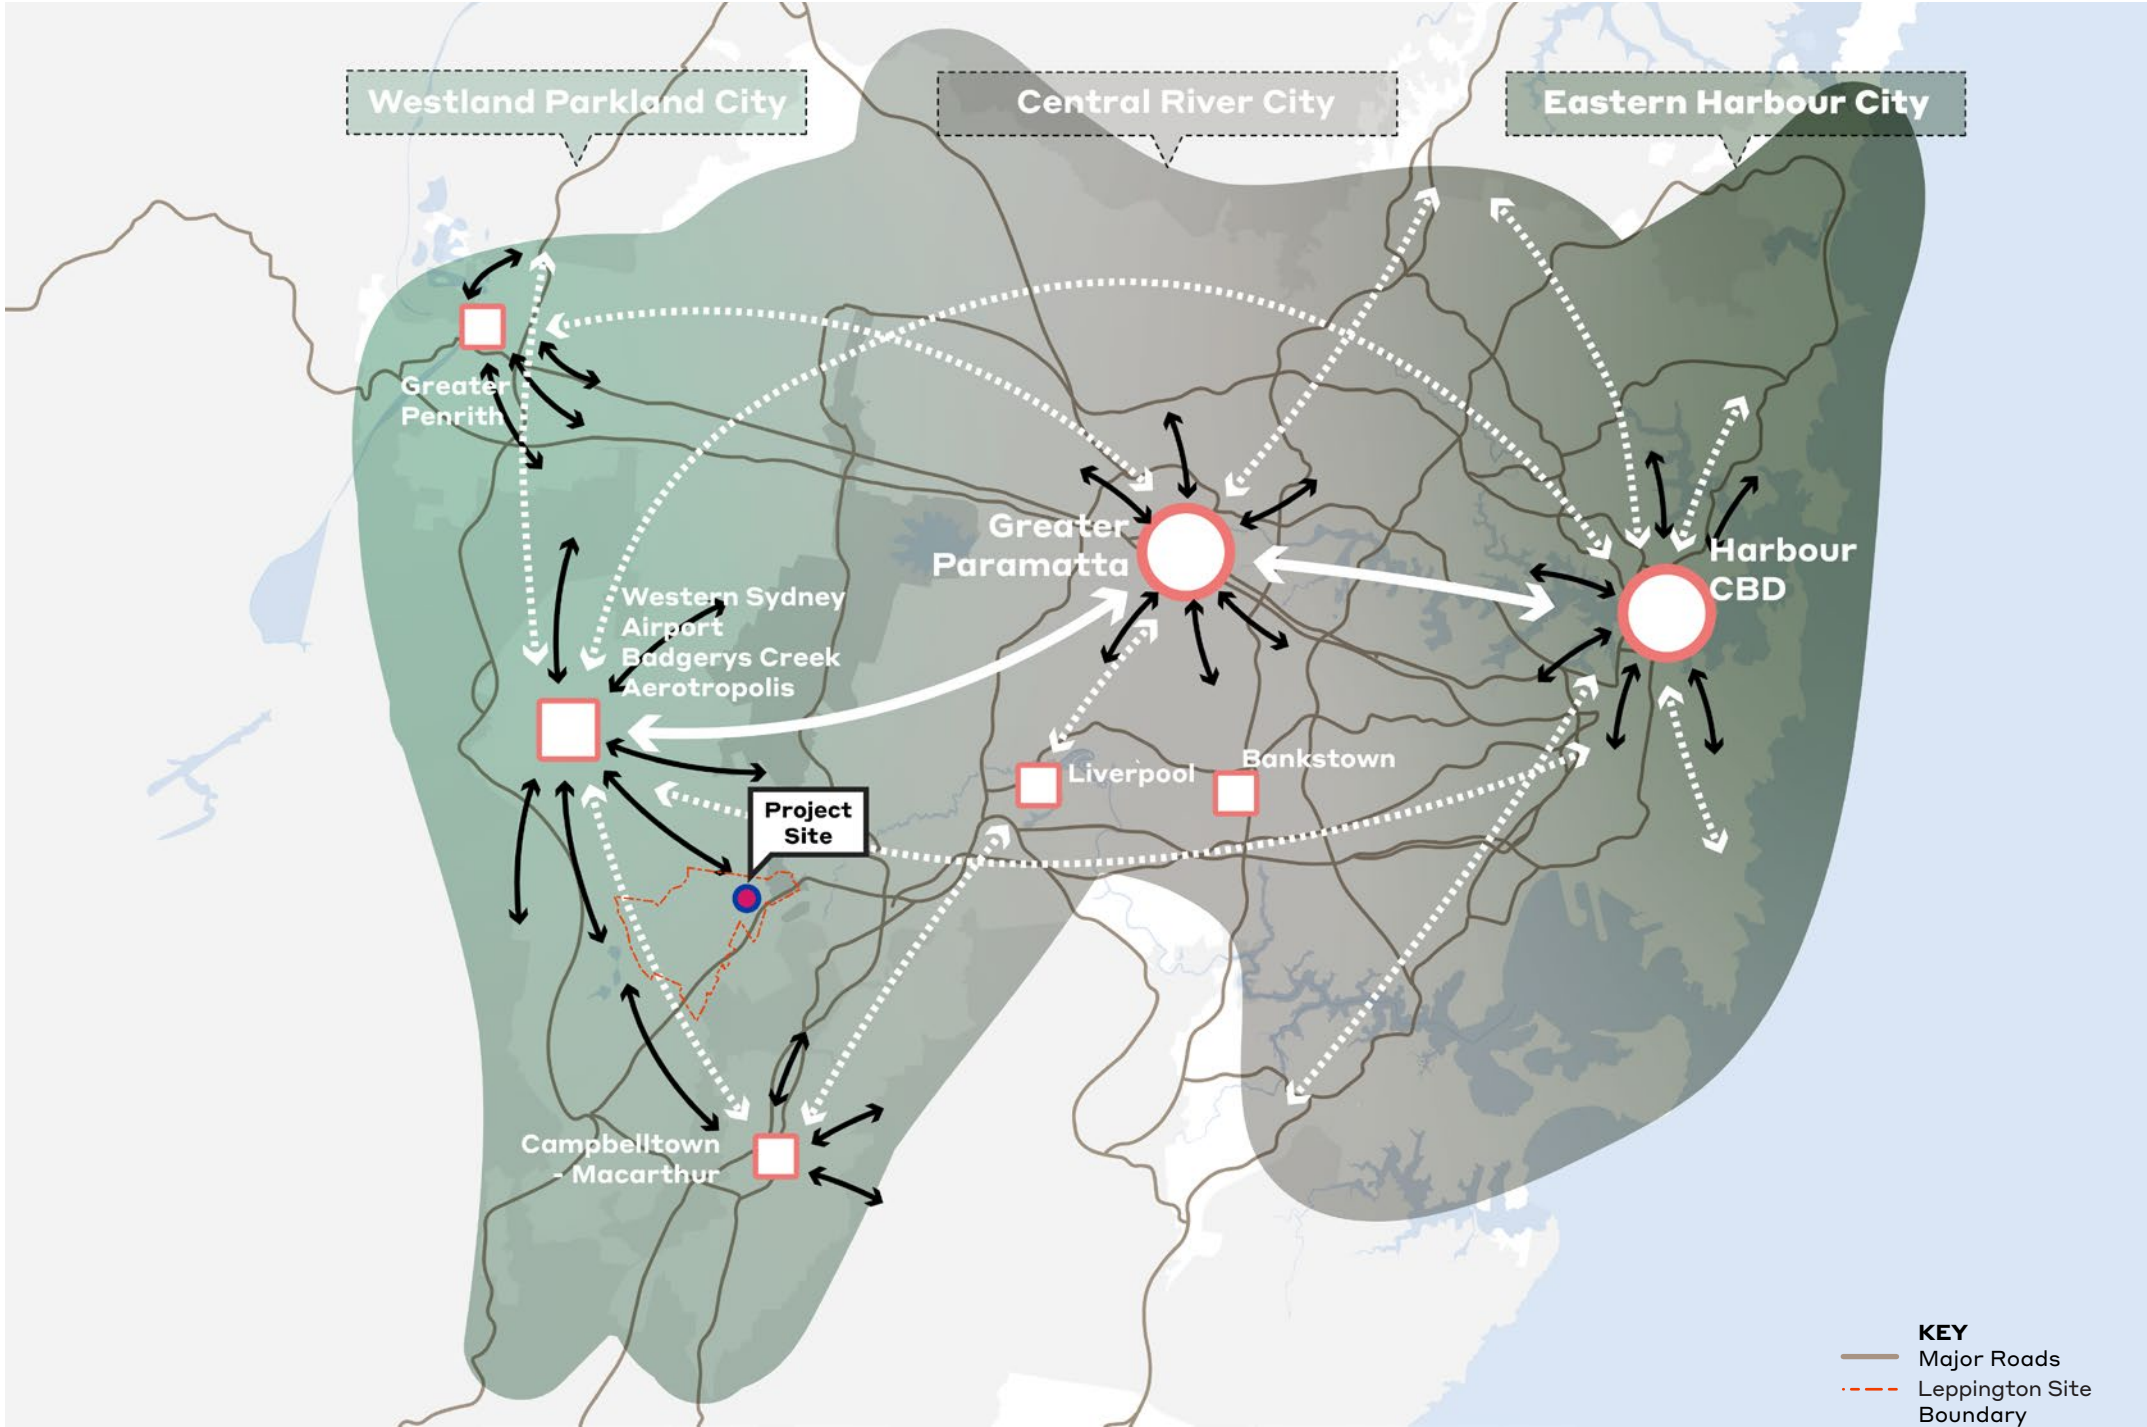 Westland Parkland City
Central River City
Eastern Harbour City
Greater
Penrith
Greater
Paramatta
Harbour
CBD
Western Sydney
Airport
Badgerys Creek
Aerotropolis
Liverpool
Bankstown
Project
Site
Campbelltown
- Macarthur
KEY
Major Roads
Leppington Site
Boundary